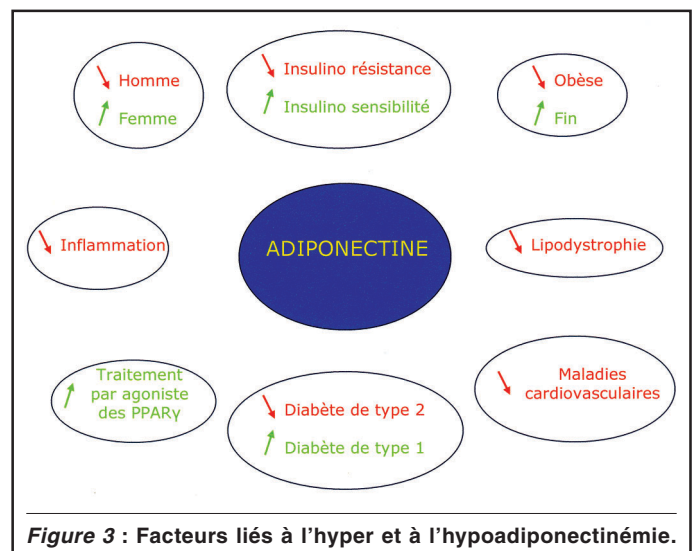 Homme
Femme
Insulino résistance
Insulino sensibilité
Obèse
Fin
Inflammation
ADIPONECTINE
Lipodystrophie
Traitement
par agoniste
des PPARγ
Diabète de type 2
Diabète de type 1
Maladies
cardiovasculaires
Figure 3 : Facteurs liés à l'hyper et à l'hypoadiponectinémie.